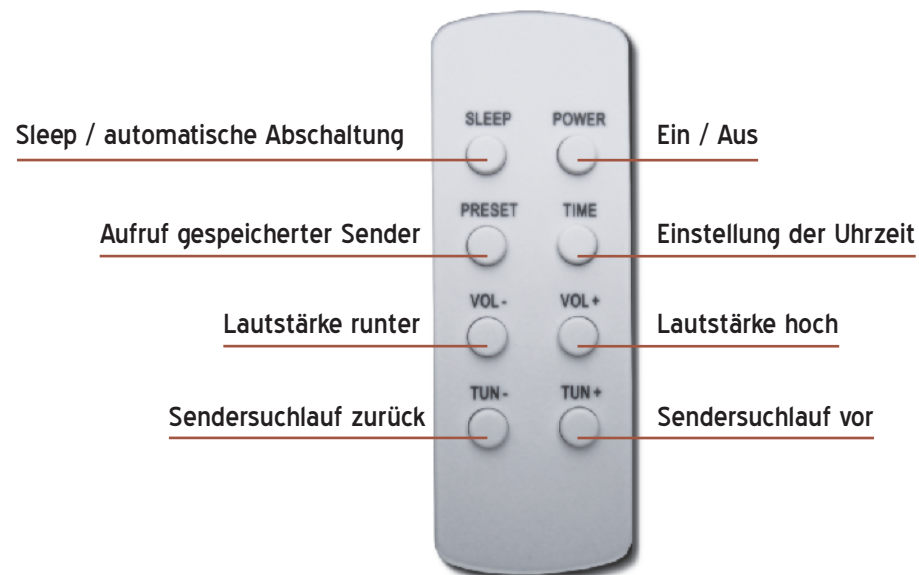 SLEEP POWER
Sleep / automatische Abschaltung
Ein / Aus
PRESET TIME
Aufruf gespeicherter Sender
Einstellung der Uhrzeit
VOL- VOL+
Lautstärke runter
Lautstärke hoch
TUN- TUN+
Sendersuchlauf zurück
Sendersuchlauf vor